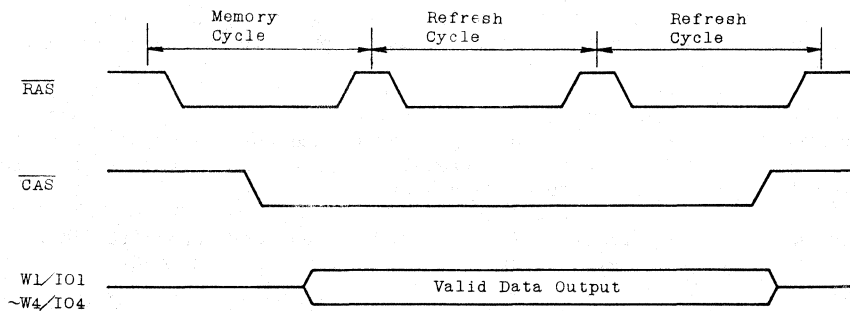 Memory
Cycle
Refresh
Cycle
Refresh
Cycle
RAS
CAS
W1/IO1
~W4/IO4
Valid Data Output